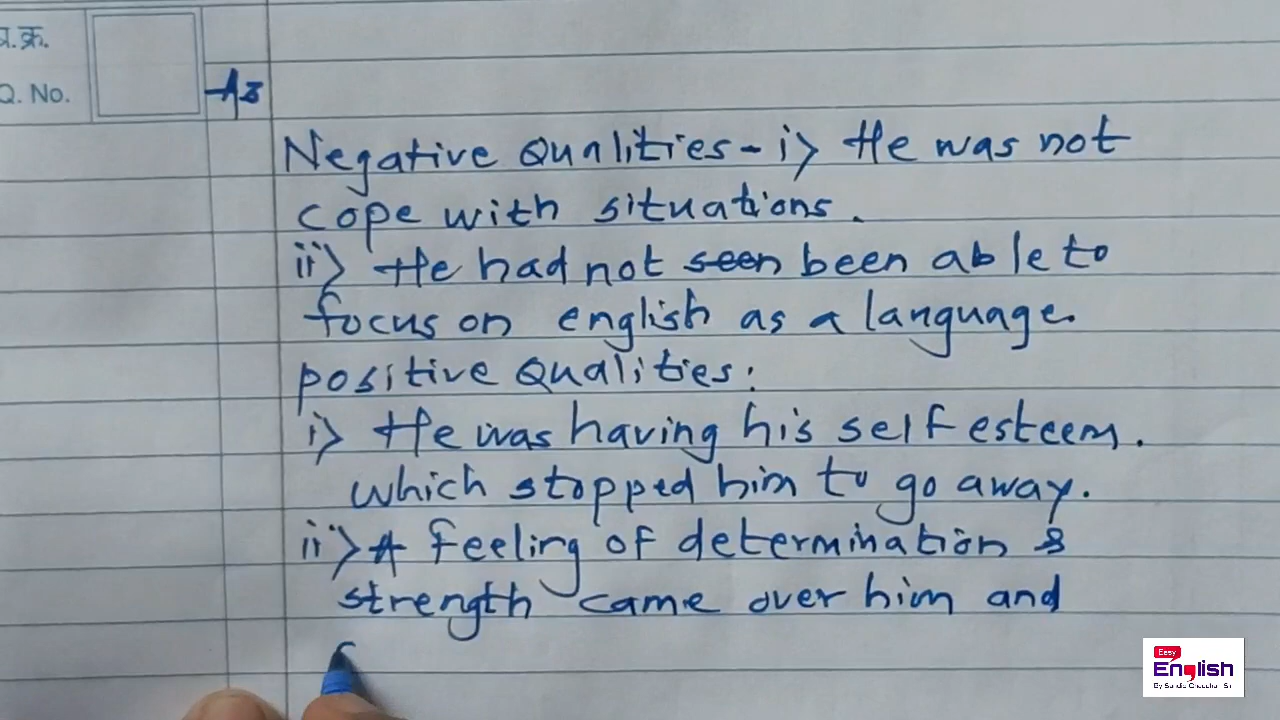 प्र.क्र.
Q. No.
A3
Negative Qualities - i> He was not
cope with situations.
ii> He had not seen been able to
focus on english as a language.
positive Qualities:
i> He was having his self esteem.
which stopped him to go away.
ii> A feeling of determination &
strength came over him and
Easy
English